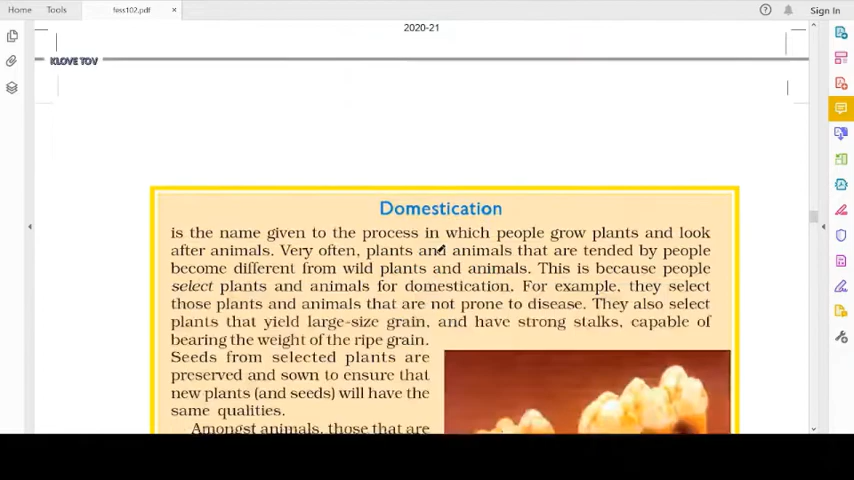 Home Tools fess102.pdf × Sign In
2020-21
KLOVE TOV
Domestication
is the name given to the process in which people grow plants and look
after animals. Very often, plants and animals that are tended by people
become different from wild plants and animals. This is because people
select plants and animals for domestication. For example, they select
those plants and animals that are not prone to disease. They also select
plants that yield large-size grain, and have strong stalks, capable of
bearing the weight of the ripe grain.
Seeds from selected plants are
preserved and sown to ensure that
new plants (and seeds) will have the
same qualities.
Amongst animals, those that are